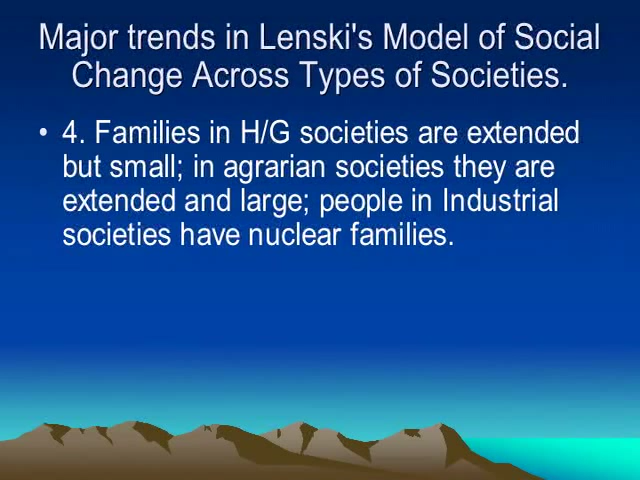 Major trends in Lenski's Model of Social
Change Across Types of Societies.
• 4. Families in H/G societies are extended
but small; in agrarian societies they are
extended and large; people in Industrial
societies have nuclear families.